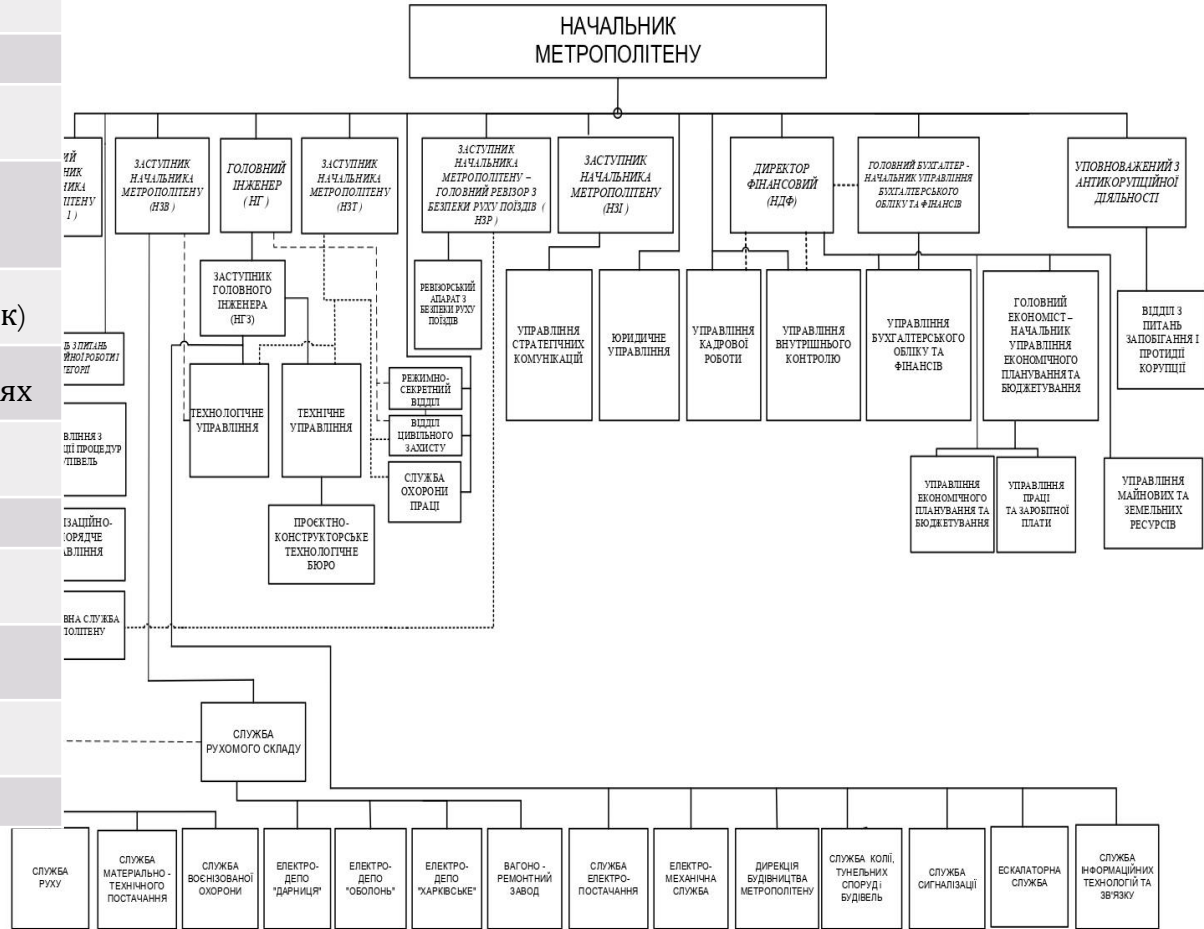 НАЧАЛЬНИК
МЕТРОПОЛІТЕНУ
ЗАСТУПНИК
НАЧАЛЬНИКА
МЕТРОПОЛІТЕНУ
(НЗВ )
ГОЛОВНИЙ
ІНЖЕНЕР
( НГ )
ЗАСТУПНИК
НАЧАЛЬНИКА
МЕТРОПОЛІТЕНУ
(НЗТ )
ЗАСТУПНИК
НАЧАЛЬНИКА
МЕТРОПОЛІТЕНУ –
ГОЛОВНИЙ РЕВІЗОР З
БЕЗПЕКИ РУХУ ПОЇЗДІВ (
НЗР )
ЗАСТУПНИК
НАЧАЛЬНИКА
МЕТРОПОЛІТЕНУ
(НЗІ )
ДИРЕКТОР
ФІНАНСОВИЙ
(НДФ)
ГОЛОВНИЙ БУХГАЛТЕР -
НАЧАЛЬНИК УПРАВЛІННЯ
БУХГАЛТЕРСЬКОГО
ОБЛІКУ ТА ФІНАНСІВ
УПОВНОВАЖЕНИЙ З
АНТИКОРУПЦІЙНОЇ
ДІЯЛЬНОСТІ
ЗАСТУПНИК
ГОЛОВНОГО
ІНЖЕНЕРА
(НГЗ)
РЕВІЗОРСЬКИЙ
АПАРАТ З
БЕЗПЕКИ РУХУ
ПОЇЗДІВ
УПРАВЛІННЯ
СТРАТЕГІЧНИХ
КОМУНІКАЦІЙ
ЮРИДИЧНЕ
УПРАВЛІННЯ
УПРАВЛІННЯ
КАДРОВОЇ
РОБОТИ
УПРАВЛІННЯ
ВНУТРІШНЬОГО
КОНТРОЛЮ
УПРАВЛІННЯ
БУХГАЛТЕРСЬКОГО
ОБЛІКУ ТА
ФІНАНСІВ
ГОЛОВНИЙ
ЕКОНОМІСТ –
НАЧАЛЬНИК
УПРАВЛІННЯ
ЕКОНОМІЧНОГО
ПЛАНУВАННЯ ТА
БЮДЖЕТУВАННЯ
ВІДДІЛ З
ПИТАНЬ
ЗАПОБІГАННЯ І
ПРОТИДІЇ
КОРУПЦІЇ
к)
ях
З ПИТАНЬ
РОБОТИ І
ТЕХНОЛОГІЧНЕ
УПРАВЛІННЯ
ТЕХНІЧНЕ
УПРАВЛІННЯ
РЕЖИМНО-
СЕКРЕТНИЙ
ВІДДІЛ
ВІДДІЛ
ЦИВІЛЬНОГО
ЗАХИСТУ
СЛУЖБА
ОХОРОНИ
ПРАЦІ
З
ПРОЦЕДУР
УПРАВЛІННЯ
ЕКОНОМІЧНОГО
ПЛАНУВАННЯ ТА
БЮДЖЕТУВАННЯ
УПРАВЛІННЯ
ПРАЦІ
ТА ЗАРОБІТНОЇ
ПЛАТИ
УПРАВЛІННЯ
МАЙНОВИХ ТА
ЗЕМЕЛЬНИХ
РЕСУРСІВ
ПРОЄКТНО-
КОНСТРУКТОРСЬКЕ
ТЕХНОЛОГІЧНЕ
БЮРО
СЛУЖБА
СЛУЖБА
РУХОМОГО СКЛАДУ
СЛУЖБА
РУХУ
СЛУЖБА
МАТЕРІАЛЬНО -
ТЕХНІЧНОГО
ПОСТАЧАННЯ
СЛУЖБА
ВОЄНІЗОВАНОЇ
ОХОРОНИ
ЕЛЕКТРО-
ДЕПО
"ДАРНИЦЯ"
ЕЛЕКТРО-
ДЕПО
"ОБОЛОНЬ"
ЕЛЕКТРО-
ДЕПО
"ХАРКІВСЬКЕ"
ВАГОНО -
РЕМОНТНИЙ
ЗАВОД
СЛУЖБА
ЕЛЕКТРО-
ПОСТАЧАННЯ
ЕЛЕКТРО-
МЕХАНІЧНА
СЛУЖБА
ДИРЕКЦІЯ
БУДІВНИЦТВА
МЕТРОПОЛІТЕНУ
СЛУЖБА КОЛІЇ,
ТУНЕЛЬНИХ
СПОРУД і
БУДІВЕЛЬ
СЛУЖБА
СИГНАЛІЗАЦІЇ
ЕСКАЛАТОРНА
СЛУЖБА
СЛУЖБА
ІНФОРМАЦІЙНИХ
ТЕХНОЛОГІЙ ТА
ЗВ'ЯЗКУ